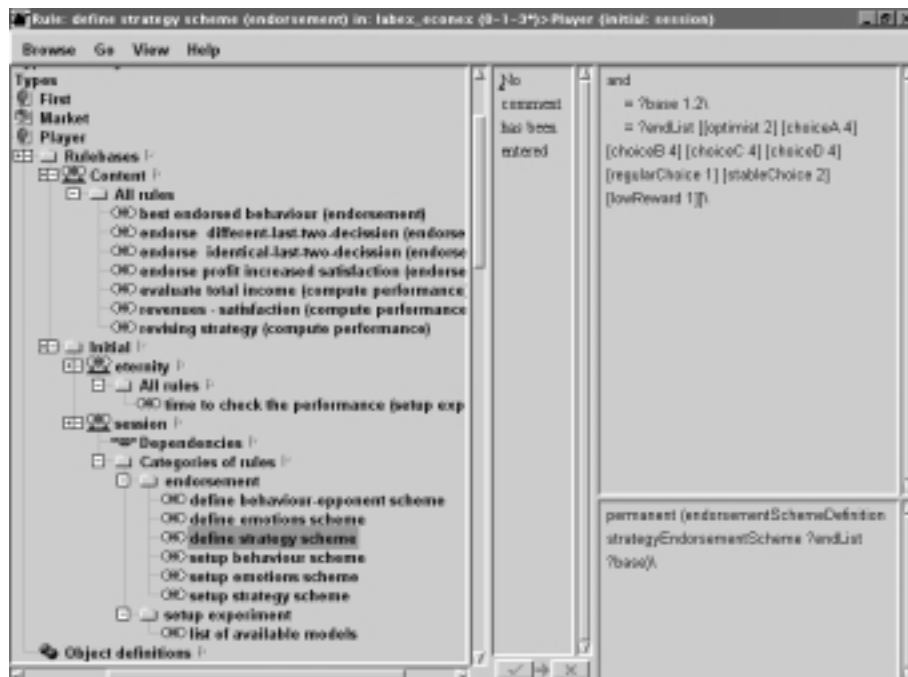 Rule: define strategy scheme (endorsement) in: labex_econex (0-1-3*)>Player (initial: session)
Browse Go View Help
Types
First
Market
Player
Rulebases
Content
All rules
best endorsed behaviour (endorsement)
endorse different-last-two-decission (endorse
endorse identical-last-two-decission (endorse
endorse profit increased satisfaction (endorse
evaluate total income (compute performance
revenues - satisfaction (compute performance
revising strategy (compute performance)
Initial
eternity
All rules
time to check the performance (setup exp
session
Dependencies
Categories of rules
endorsement
define behaviour-opponent scheme
define emotions scheme
define strategy scheme
setup behaviour scheme
setup emotions scheme
setup strategy scheme
setup experiment
list of available models
Object definitions
No
comment
has been
entered
and
= ?base 1.2\
= ?endList [[optimist 2] [choiceA 4]
[choiceB 4] [choiceC 4] [choiceD 4]
[regularChoice 1] [stableChoice 2]
[lowReward 1]]\
permanent (endorsementSchemeDefinition
strategyEndorsementScheme ?endList
?base)\